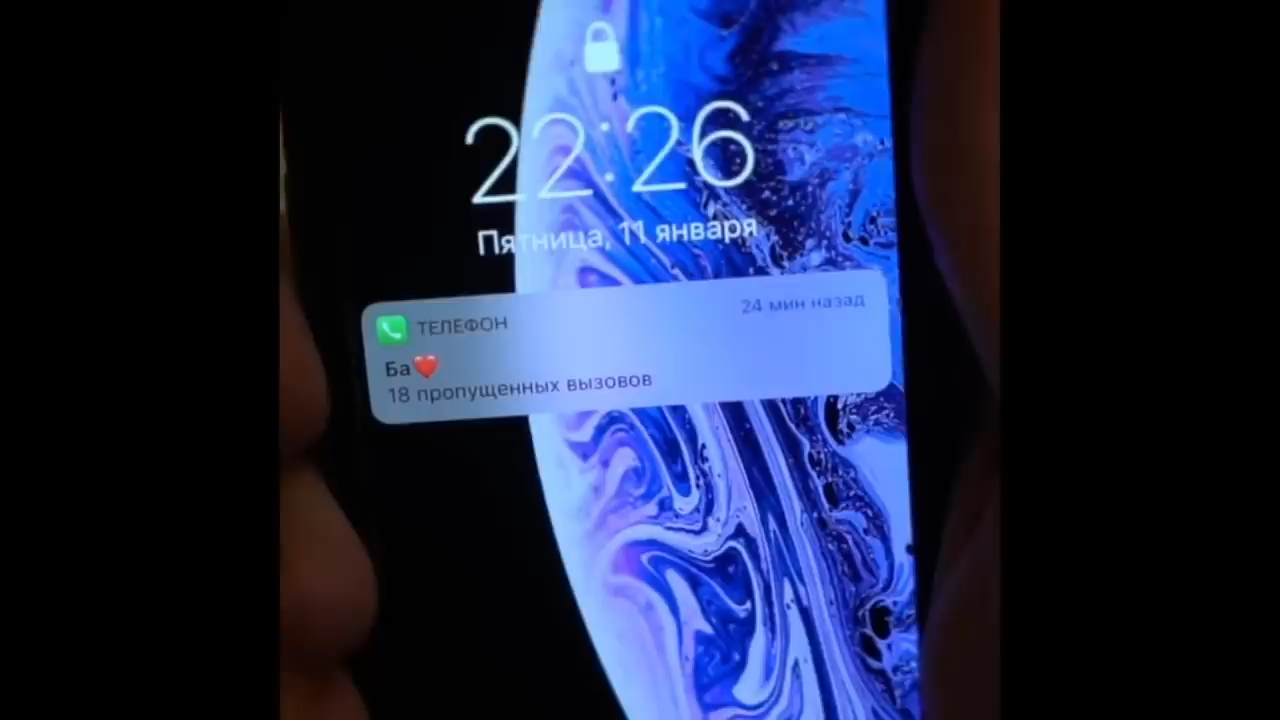 22:26
Пятница, 11 января
ТЕЛЕФОН 24 мин назад
Ба❤️
18 пропущенных вызовов